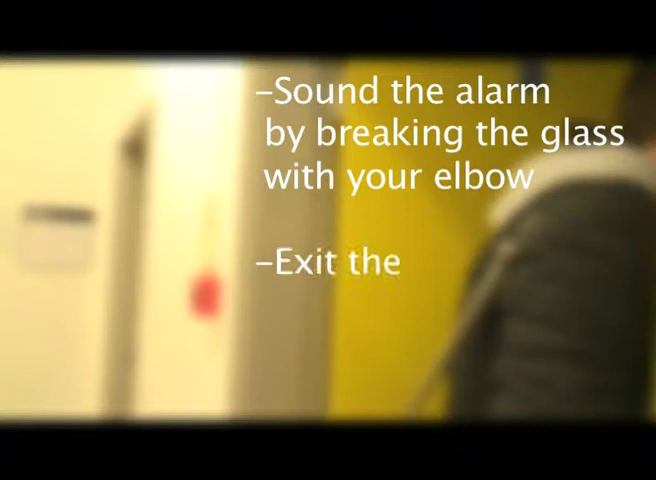 -Sound the alarm
by breaking the glass
with your elbow
-Exit the